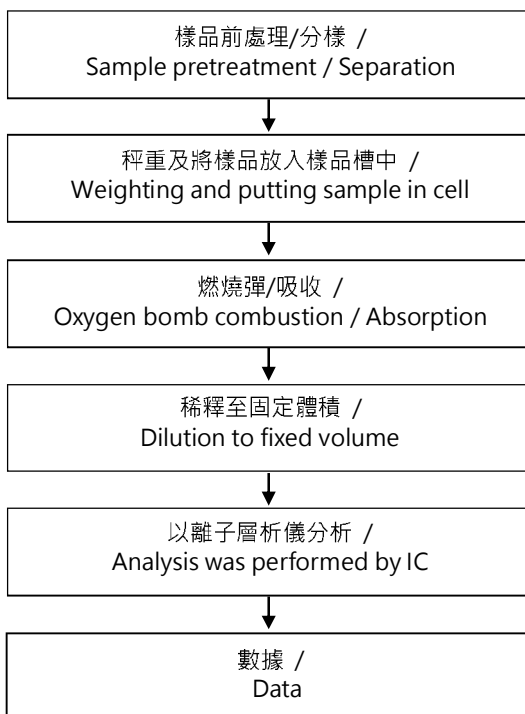 樣品前處理/分樣 /
Sample pretreatment / Separation
秤重及將樣品放入樣品槽中 /
Weighting and putting sample in cell
燃燒彈/吸收 /
Oxygen bomb combustion / Absorption
稀釋至固定體積 /
Dilution to fixed volume
以離子層析儀分析 /
Analysis was performed by IC
數據 /
Data